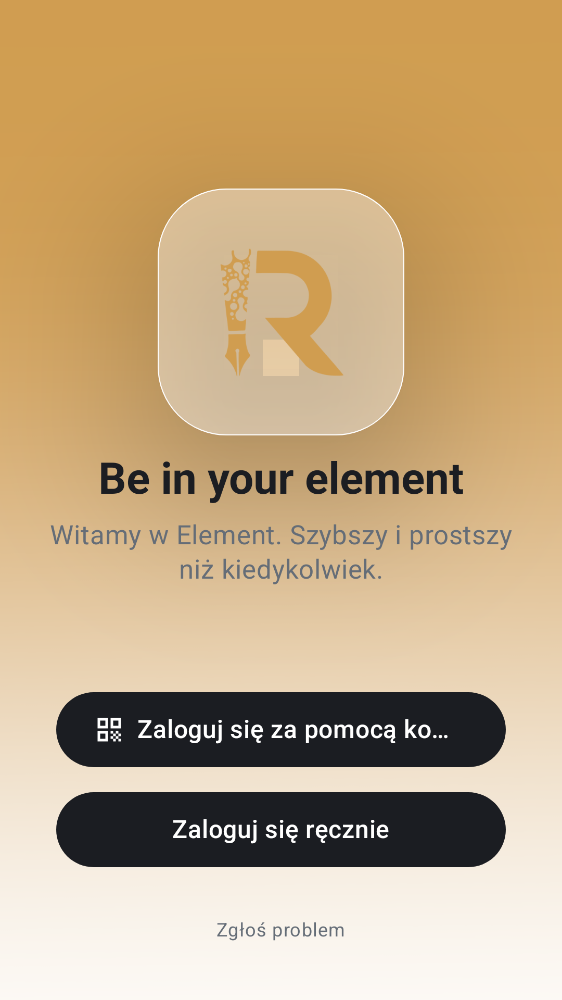 R
Be in your element
Witamy w Element. Szybszy i prostszy
niż kiedykolwiek.
Zaloguj się za pomocą ko...
Zaloguj się ręcznie
Zgłoś problem